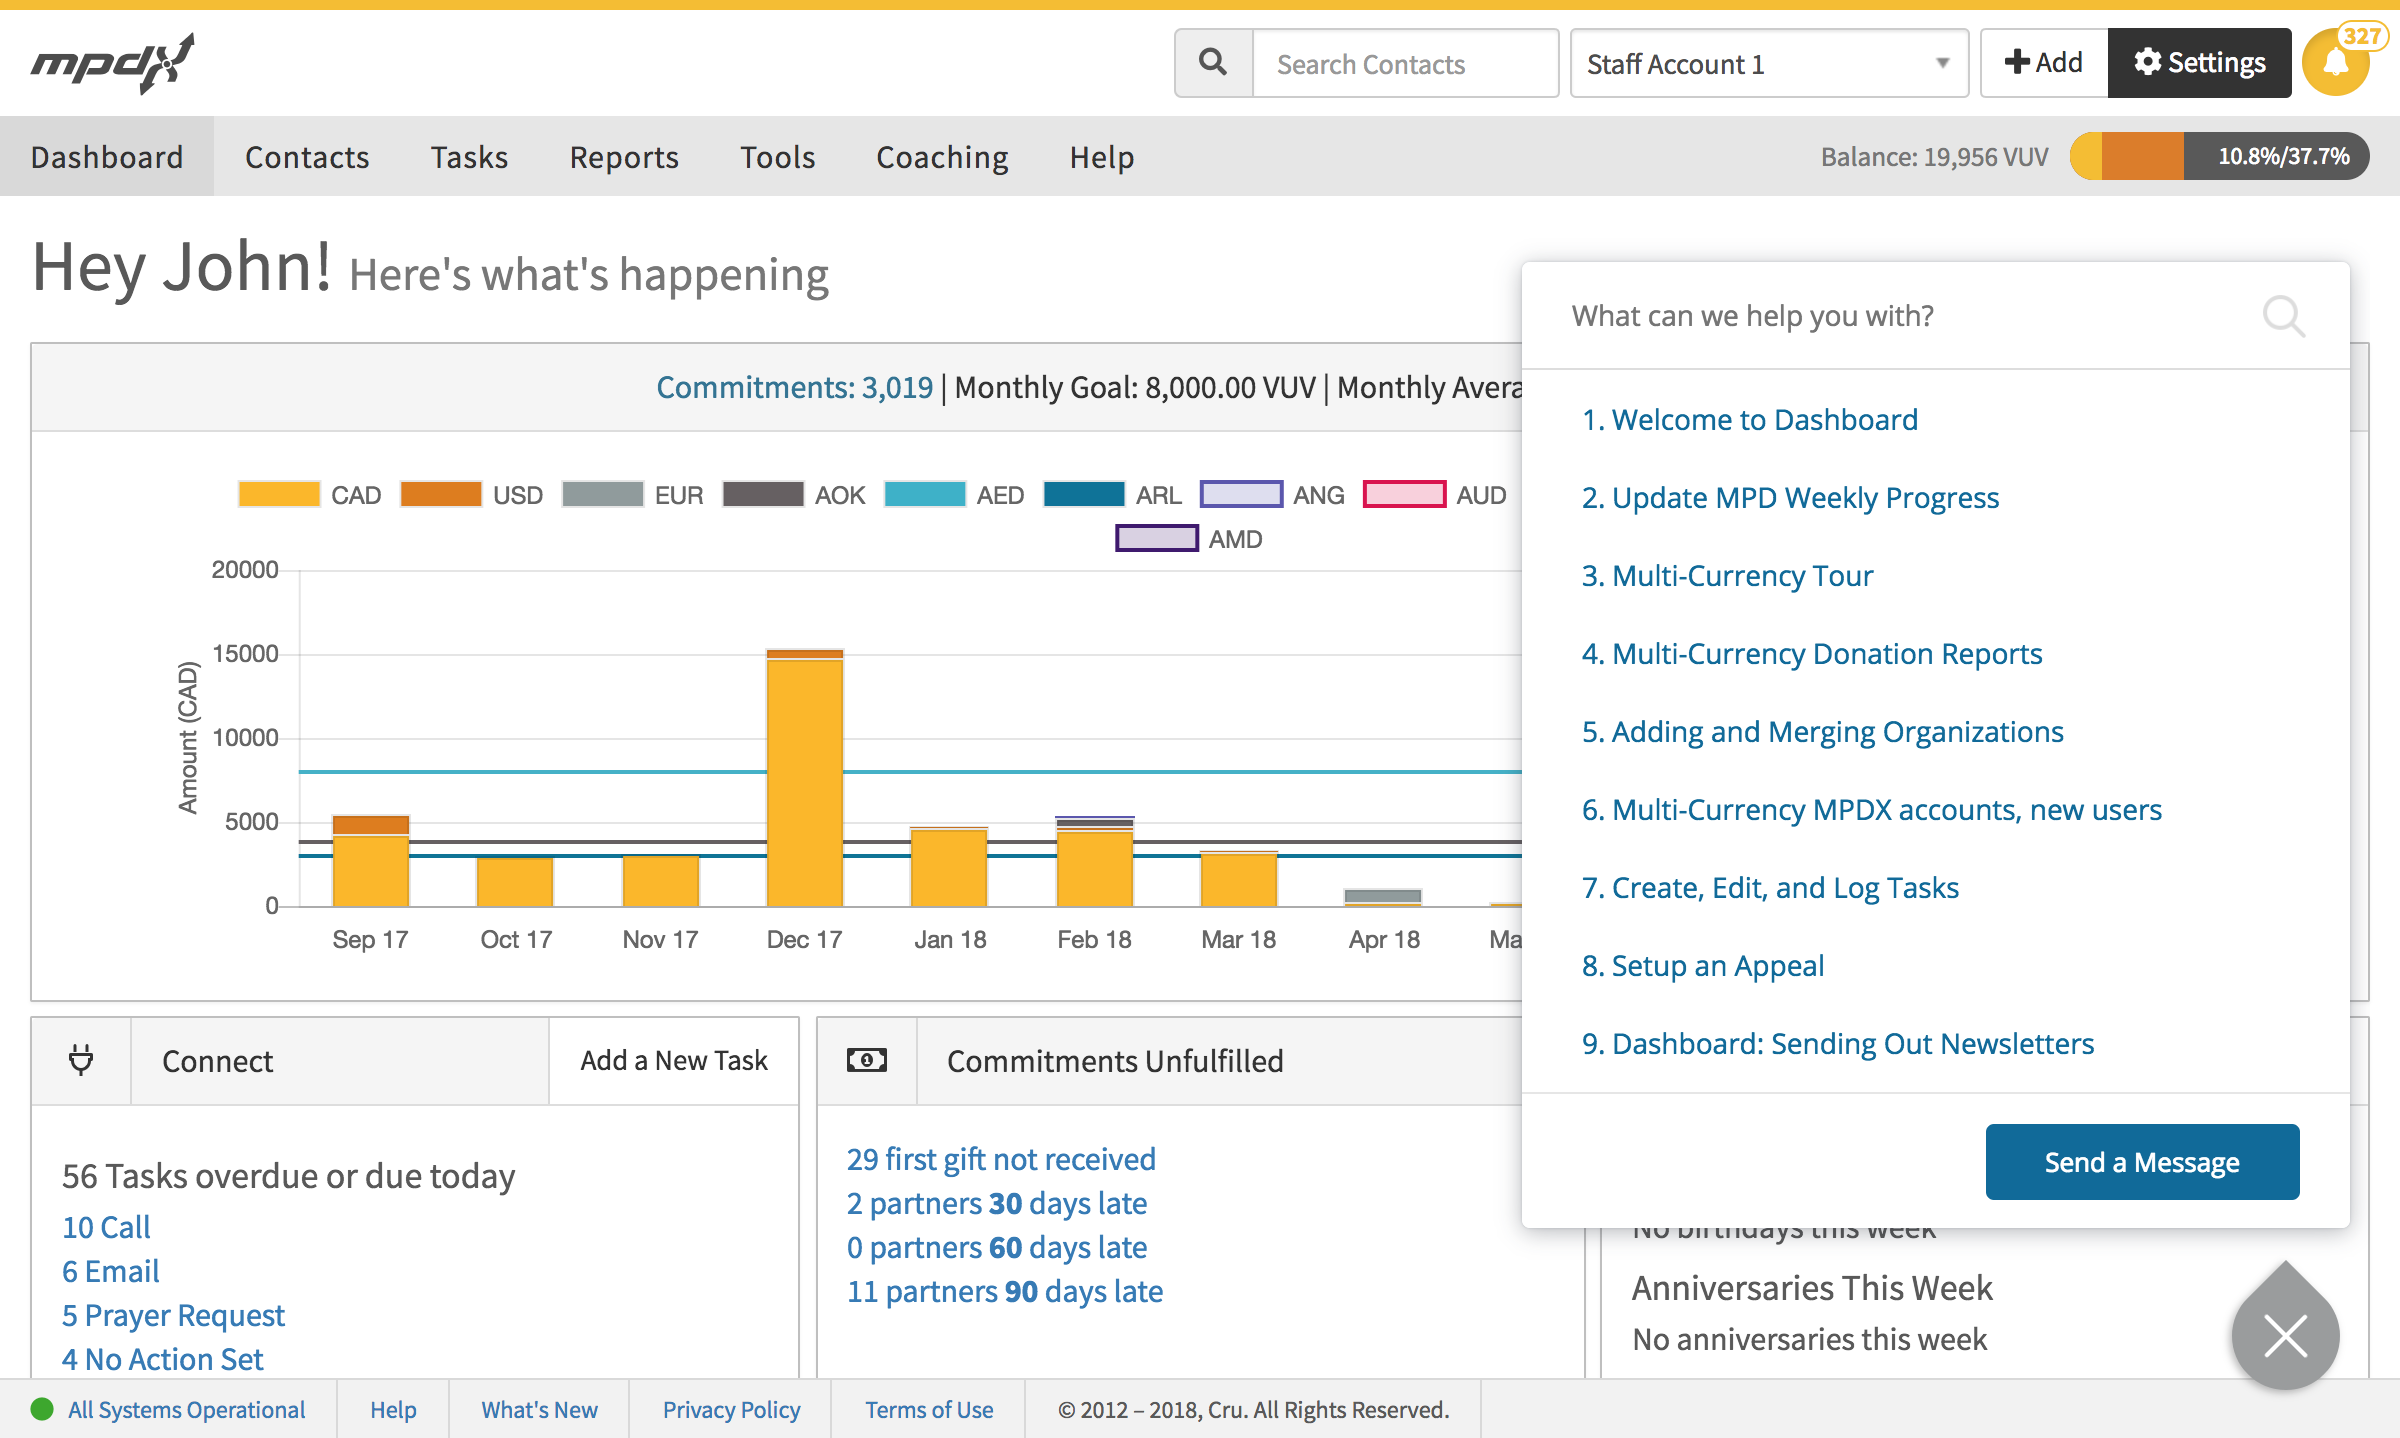 327
mpdx
Search Contacts
Staff Account 1
Add
Settings
Dashboard Contacts Tasks Reports Tools Coaching Help
Balance: 19,956 VUV
10.8%/37.7%
Hey John! Here's what's happening
Commitments: 3,019 | Monthly Goal: 8,000.00 VUV | Monthly
CAD USD EUR AOK AED ARL ANG AUD
AMD
Amount (CAD)
20000
15000
10000
5000
0
Sep 17 Oct 17 Nov 17 Dec 17 Jan 18 Feb 18 Mar 18 Apr 18
What can we help you with?
1. Welcome to Dashboard
2. Update MPD Weekly Progress
3. Multi-Currency Tour
4. Multi-Currency Donation Reports
5. Adding and Merging Organizations
6. Multi-Currency MPDX accounts, new users
7. Create, Edit, and Log Tasks
8. Setup an Appeal
9. Dashboard: Sending Out Newsletters
Send a Message
Connect
Add a New Task
56 Tasks overdue or due today
10 Call
6 Email
5 Prayer Request
4 No Action Set
Commitments Unfulfilled
29 first gift not received
2 partners 30 days late
0 partners 60 days late
11 partners 90 days late
No birthdays this week
Anniversaries This Week
No anniversaries this week
All Systems Operational
Help
What's New
Privacy Policy
Terms of Use
© 2012 – 2018, Cru. All Rights Reserved.